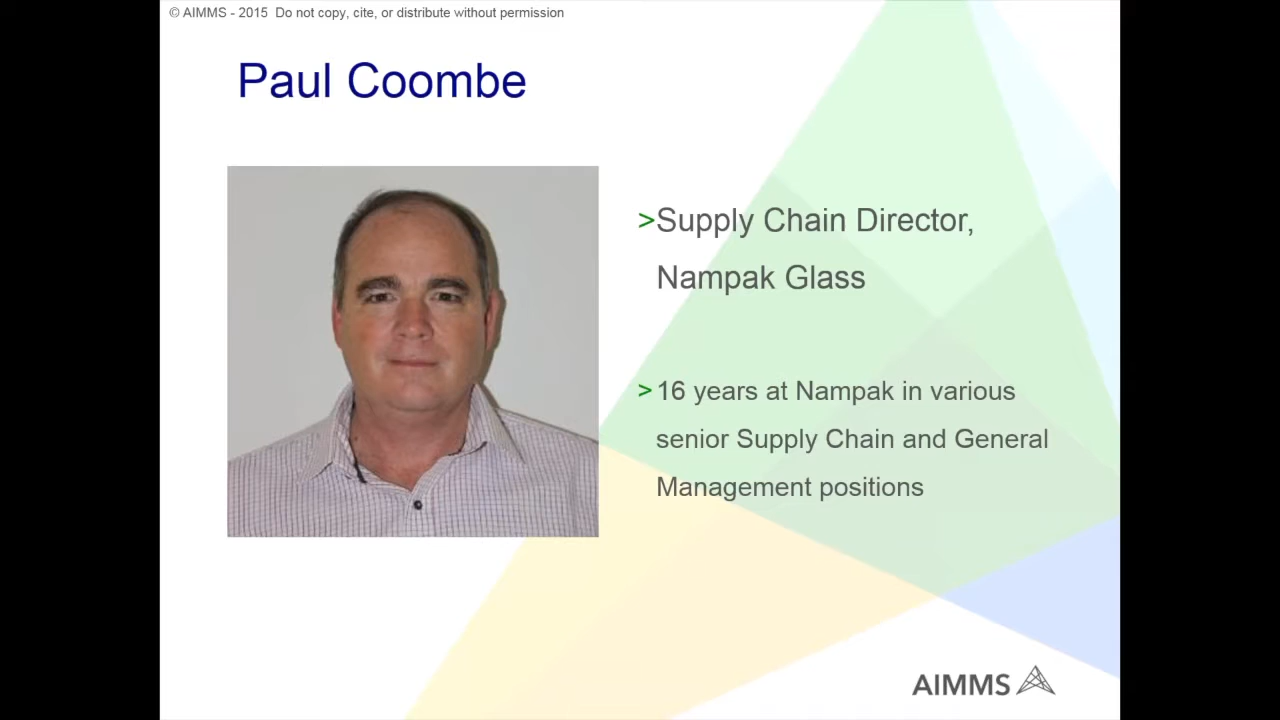 © AIMMS - 2015  Do not copy, cite, or distribute without permission
Paul Coombe
>Supply Chain Director,
Nampak Glass
> 16 years at Nampak in various
senior Supply Chain and General
Management positions
AIMMS